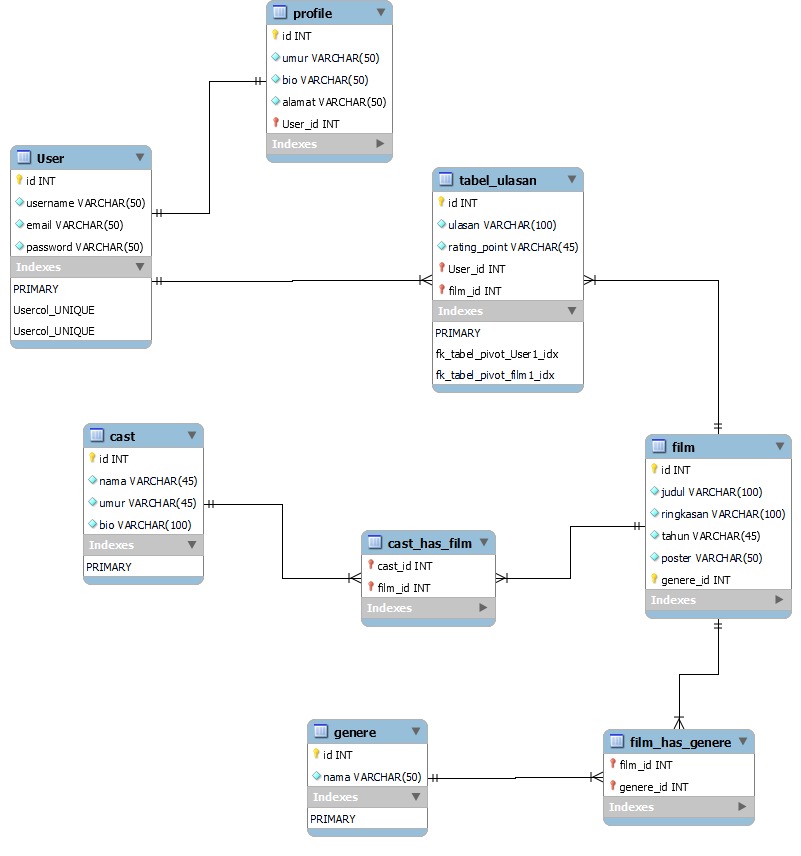 profile
id INT
umur VARCHAR(50)
bio VARCHAR(50)
alamat VARCHAR(50)
User_id INT
Indexes
User
id INT
username VARCHAR(50)
email VARCHAR(50)
password VARCHAR(50)
Indexes
PRIMARY
Usercol_UNIQUE
Usercol_UNIQUE
tabel_ulasan
id INT
ulasan VARCHAR(100)
rating_point VARCHAR(45)
User_id INT
film_id INT
Indexes
PRIMARY
fk_tabel_pivot_User1_idx
fk_tabel_pivot_film1_idx
cast
id INT
nama VARCHAR(45)
umur VARCHAR(45)
bio VARCHAR(100)
Indexes
PRIMARY
film
id INT
judul VARCHAR(100)
ringkasan VARCHAR(100)
tahun VARCHAR(45)
poster VARCHAR(50)
genere_id INT
Indexes
cast_has_film
cast_id INT
film_id INT
Indexes
genere
id INT
nama VARCHAR(50)
Indexes
PRIMARY
film_has_genere
film_id INT
genere_id INT
Indexes